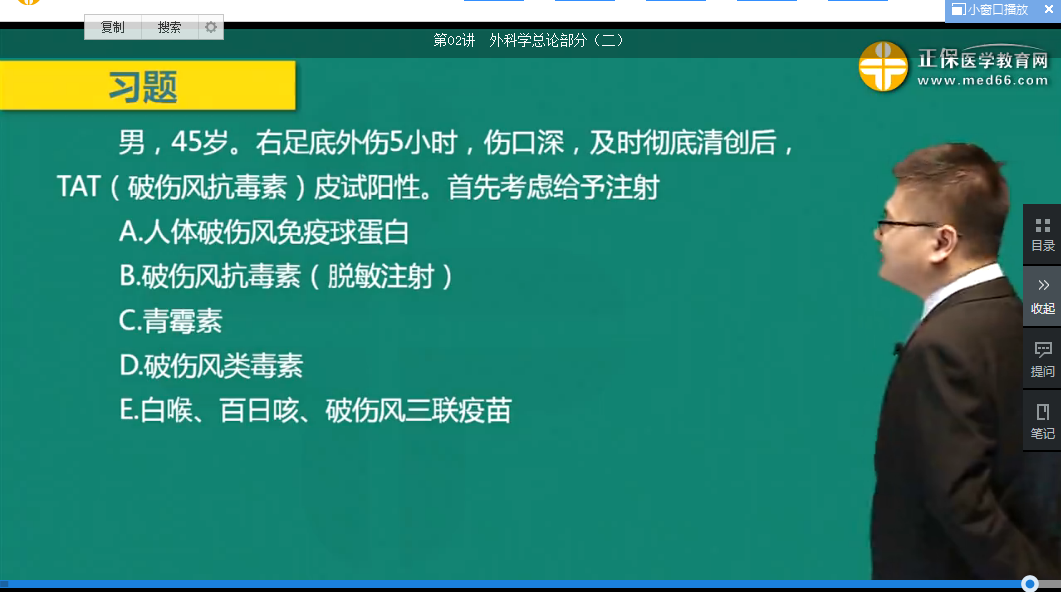 小窗口播放
复制 搜索
第02讲 外科学总论部分（二）
正保医学教育网
www.med66.com
习题
男，45岁。右足底外伤5小时，伤口深，及时彻底清创后，
TAT（破伤风抗毒素）皮试阳性。首先考虑给予注射
A.人体破伤风免疫球蛋白
B.破伤风抗毒素（脱敏注射）
C.青霉素
D.破伤风类毒素
E.白喉、百日咳、破伤风三联疫苗
目录
收起
提问
笔记